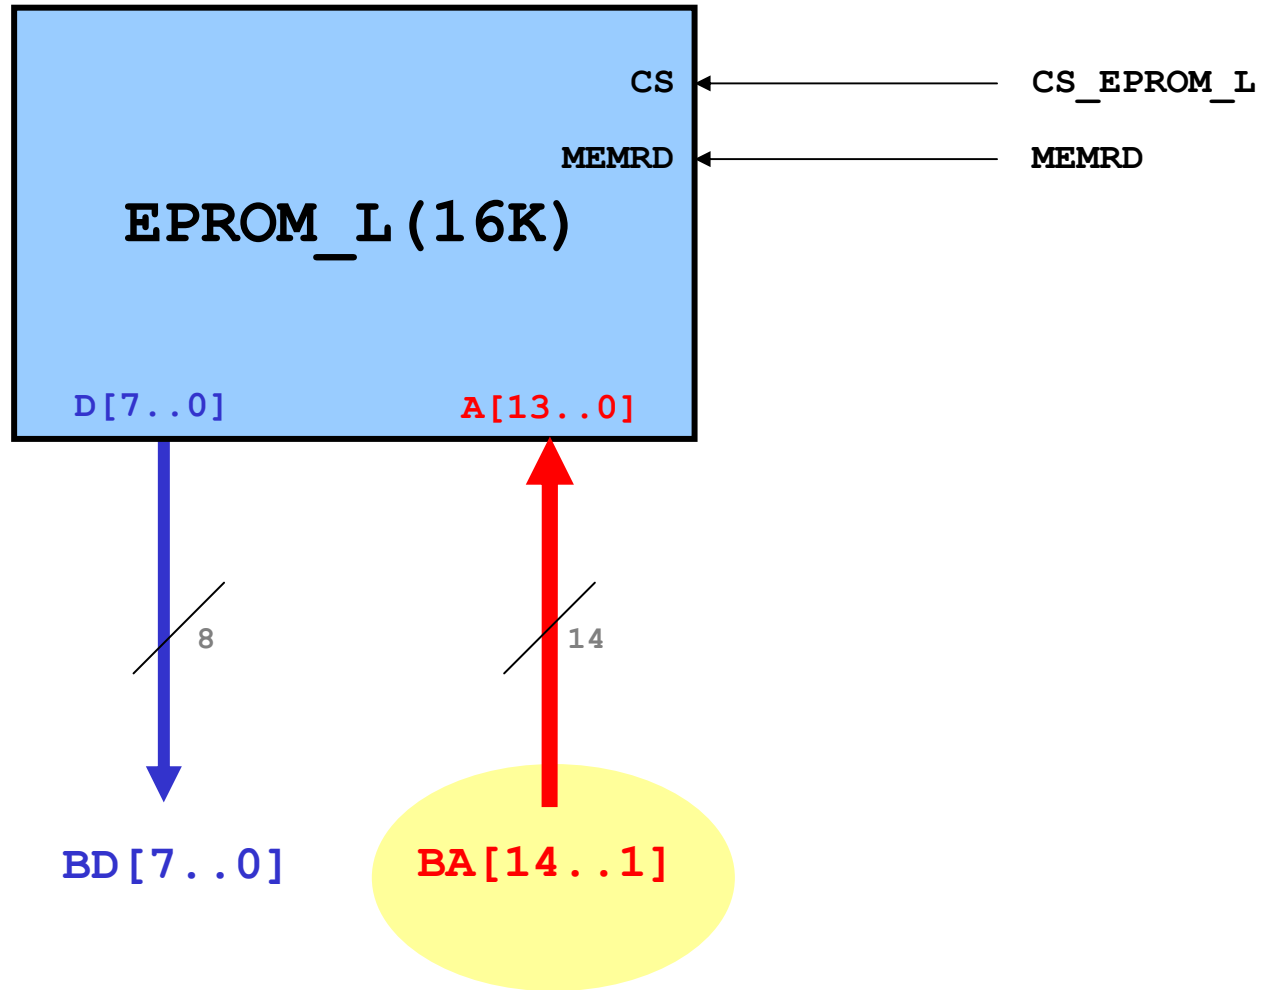 CS CS_EPROM_L
MEMRD MEMRD
EPROM_L(16K)
D[7..0] A[13..0]
8 14
BD[7..0] BA[14..1]